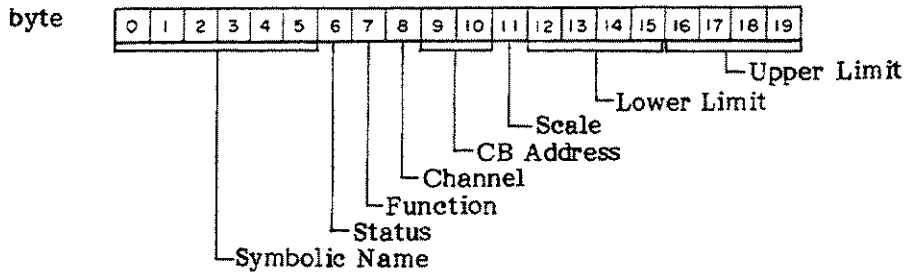 byte 0 1 2 3 4 5 6 7 8 9 10 11 12 13 14 15 16 17 18 19
Upper Limit
Lower Limit
Scale
CB Address
Channel
Function
Status
Symbolic Name